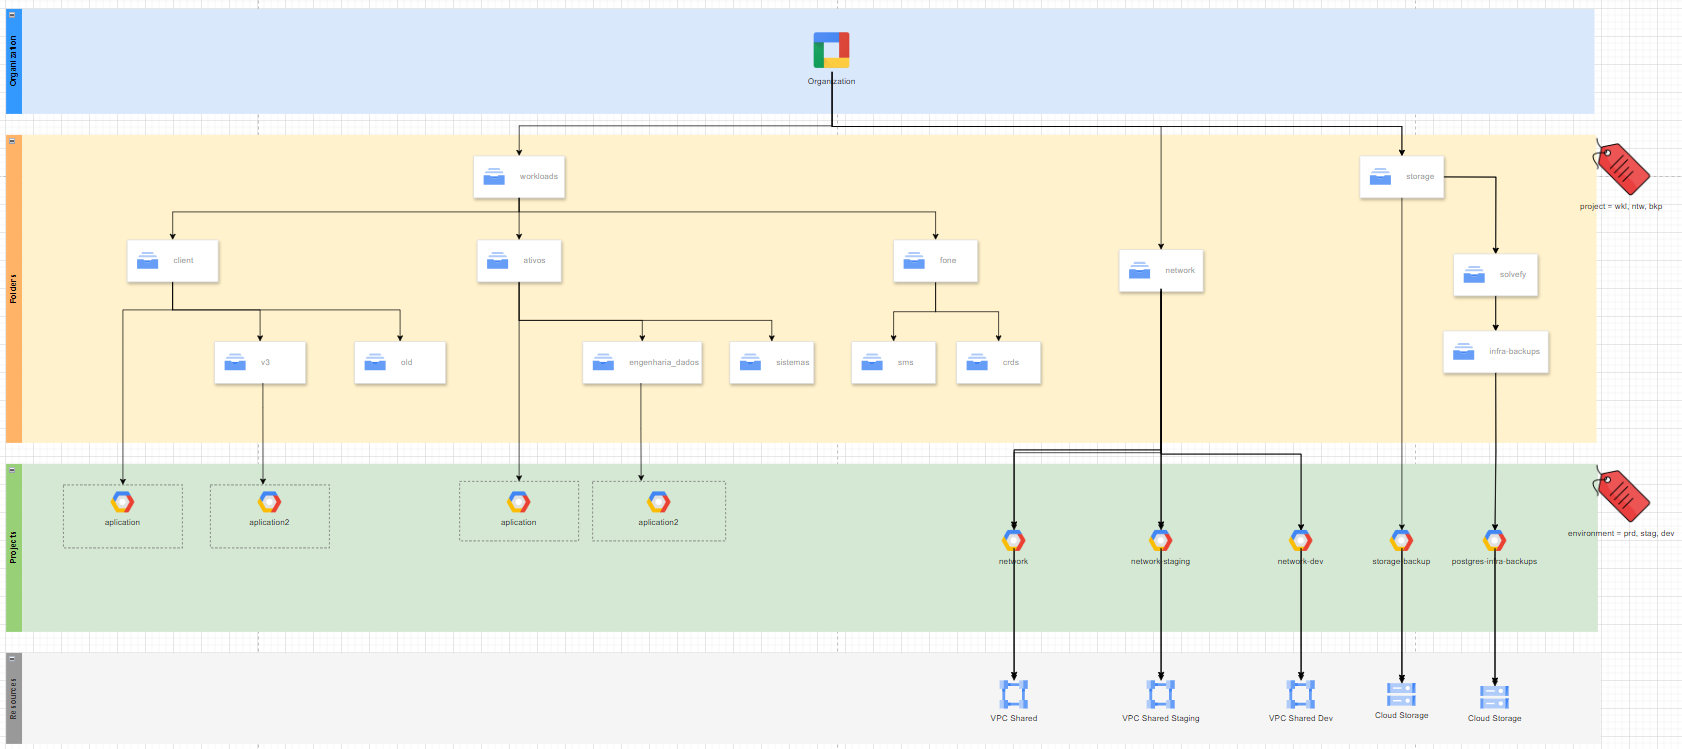 Organization
Organization
Folders
workloads
storage
project = wkl, ntw, bkp
client
ativos
fone
network
solvefy
v3
old
engenharia_dados
sistemas
sms
crds
infra-backups
Projects
aplication
aplication2
aplication
aplication2
network
network-staging
network-dev
storage-backup
postgres-infra-backups
environment = prd, stag, dev
Resources
VPC Shared
VPC Shared Staging
VPC Shared Dev
Cloud Storage
Cloud Storage